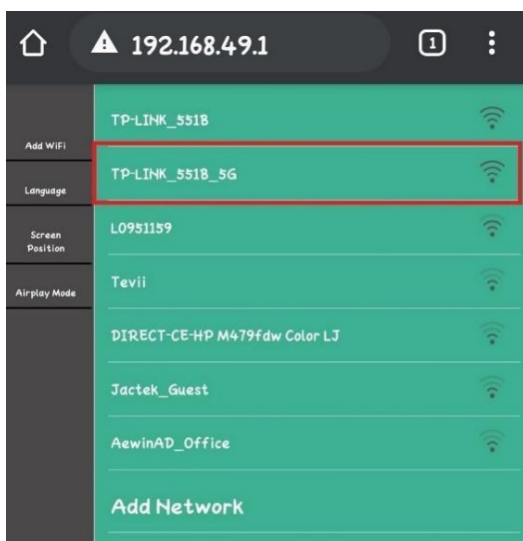 192.168.49.1
1
Add WiFi
Language
Screen
Position
Airplay Mode
TP-LINK_551B
TP-LINK_551B_5G
L0951159
Tevii
DIRECT-CE-HP M479fdw Color LJ
Jactek_Guest
AewinAD_Office
Add Network